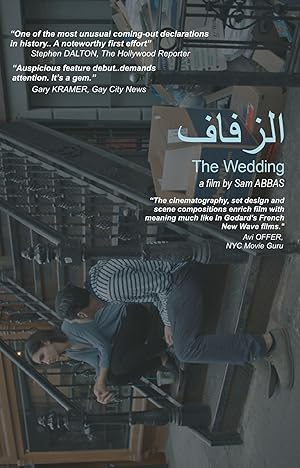 “One of the most unusual coming-out declarations
in history.. A noteworthy first effort”
Stephen DALTON, The Hollywood Reporter
“Auspicious feature debut..demands
attention. It’s a gem.”
Gary KRAMER, Gay City News
الزفاف
The Wedding
a film by Sam ABBAS
“The cinematography, set design and
scene compositions enrich film with
meaning much like in Godard's French
New Wave films."
Avi OFFER,
NYC Movie Guru